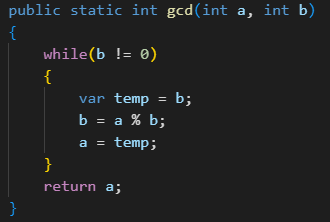 public static int gcd(int a, int b)
{
    while(b != 0)
    {
        var temp = b;
        b = a % b;
        a = temp;
    }
    return a;
}